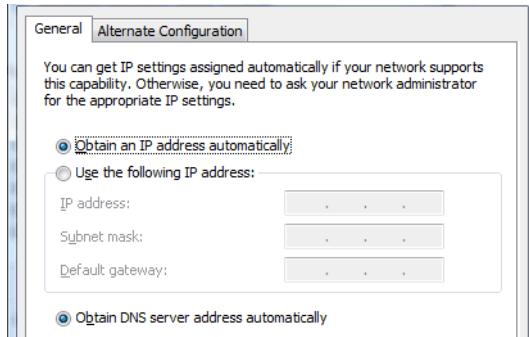 General
Alternate Configuration
You can get IP settings assigned automatically if your network supports
this capability. Otherwise, you need to ask your network administrator
for the appropriate IP settings.
Obtain an IP address automatically
Use the following IP address:
IP address:
Subnet mask:
Default gateway:
Obtain DNS server address automatically